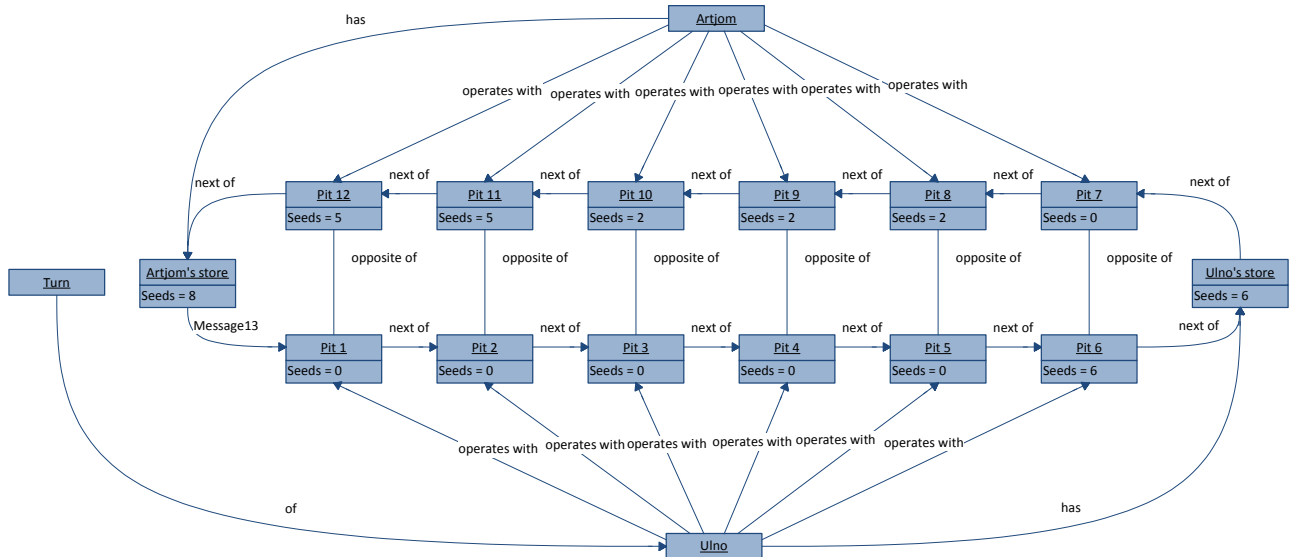 Artjom
has
operates with operates with operates with operates with operates with operates with
next of next of next of next of next of next of next of
Pit 12 Pit 11 Pit 10 Pit 9 Pit 8 Pit 7
Seeds = 5 Seeds = 5 Seeds = 2 Seeds = 2 Seeds = 2 Seeds = 0
opposite of opposite of opposite of opposite of opposite of opposite of
Turn Artjom's store Ulno's store
Seeds = 8 Seeds = 6
Message13 next of next of next of next of next of next of
Pit 1 Pit 2 Pit 3 Pit 4 Pit 5 Pit 6
Seeds = 0 Seeds = 0 Seeds = 0 Seeds = 0 Seeds = 0 Seeds = 6
operates with operates with operates with operates with operates with operates with
of has
Ulno